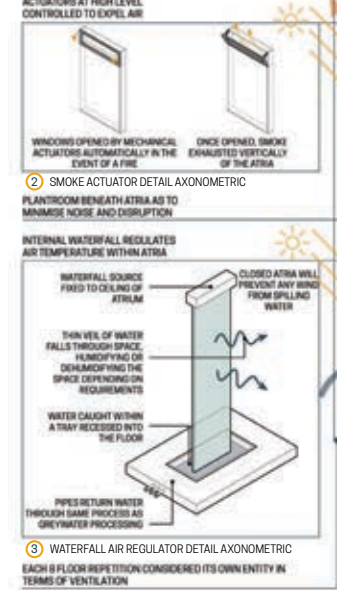 ACTUATORS AT HIGH LEVEL
CONTROLLED TO EXPEL AIR
WINDOWS OPENED BY MECHANICAL
ACTUATORS AUTOMATICALLY IN THE
EVENT OF A FIRE
ONCE OPENED, SMOKE
EXHAUSTED VERTICALLY
OF THE ATRIA
2 SMOKE ACTUATOR DETAIL AXONOMETRIC
PLANTROOM BENEATH ATRIA AS TO
MINIMISE NOISE AND DISRUPTION
INTERNAL WATERFALL REGULATES
AIR TEMPERATURE WITHIN ATRIA
WATERFALL SOURCE
FIXED TO CEILING OF
ATRIUM
CLOSED ATRIA WILL
PREVENT ANY WIND
FROM SPILLING
WATER
THIN VEIL OF WATER
FALLS THROUGH SPACE,
HUMIDIFYING OR
DEHUMIDIFYING THE
SPACE DEPENDING ON
REQUIREMENTS
WATER CAUGHT WITHIN
A TRAY RECESSED INTO
THE FLOOR
PIPES RETURN WATER
THROUGH SAME PROCESS AS
GREYWATER PROCESSING
3 WATERFALL AIR REGULATOR DETAIL AXONOMETRIC
EACH 8 FLOOR REPETITION CONSIDERED ITS OWN ENTITY IN
TERMS OF VENTILATION